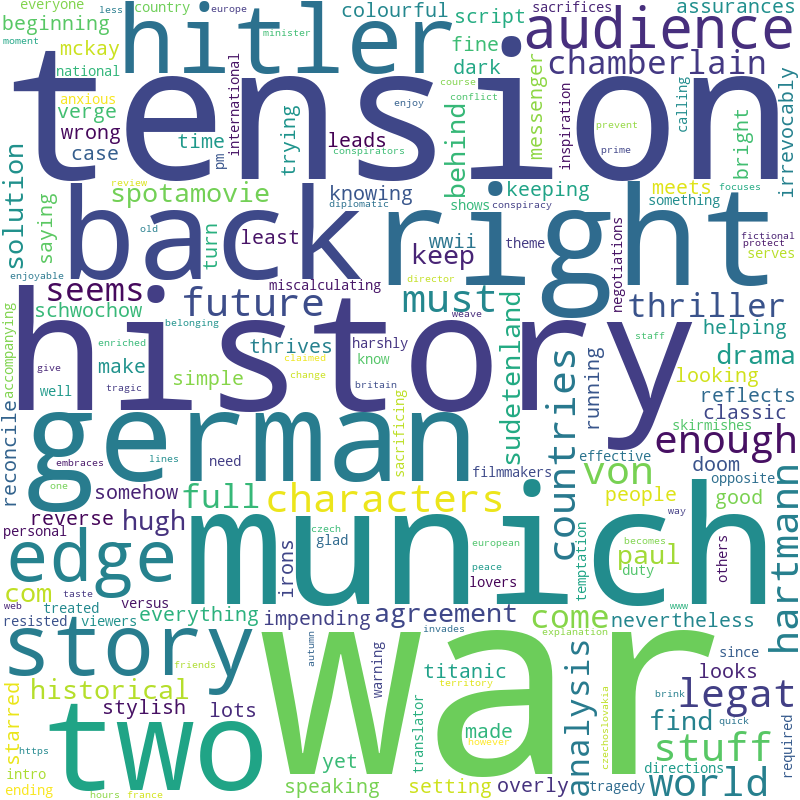 everyone less europe country
beginning
moment
mckay
minister
hitler
colourful
script
sacrifices
assurances
audience
fine
dark
chamberlain
national
verge
anxious
wrong
case
time
pm
international
tension
trying
leads
conspirators
behind
course
enjoy
conflict
messenger
inspiration
prevent
prime
calling
bright
irrevocably
solution
saying
review
spotamovie
knowing
diplomatic
keeping
shows
conspiracy
meets
something
focuses
fictional
protect
serves
old
enjoyable
back
turn
least
right
wwii
keep
theme
negotiations
seems
miscalculating
director
schwochow
future
must
thriller
accompanying
belonging
weave
history
enriched
thrives
harshly
staff
helping
make
claimed
know
sudetenland
drama
give
well
simple
change
tragic
britain
countries
running
looking
reflects
classic
reconcile
german
sacrificing
skirmishes
enough
embraces
lines
need
filmmakers
effective
von
doom
opposite
one
somehow
full
characters
people
good
way
personal
reverse
hugh
czech
glad
european
becomes
edge
irons
munich
peace
lovers
temptation
paul
duty
others
hartmann
com
taste
web
treated
versus
www
resisted
viewers
everything
impending
agreement
come
nevertheless
invades
explanation
since
story
friends
autumn
warning
war
titanic
territory
analysis
looks
historical
legat
starred
stylish
lots
brink
quick
czechoslovakia
two
translator
made
however
find
required
https
yet
stuff
intro
directions
ending
hours
france
speaking
setting
overly
tragedy
world